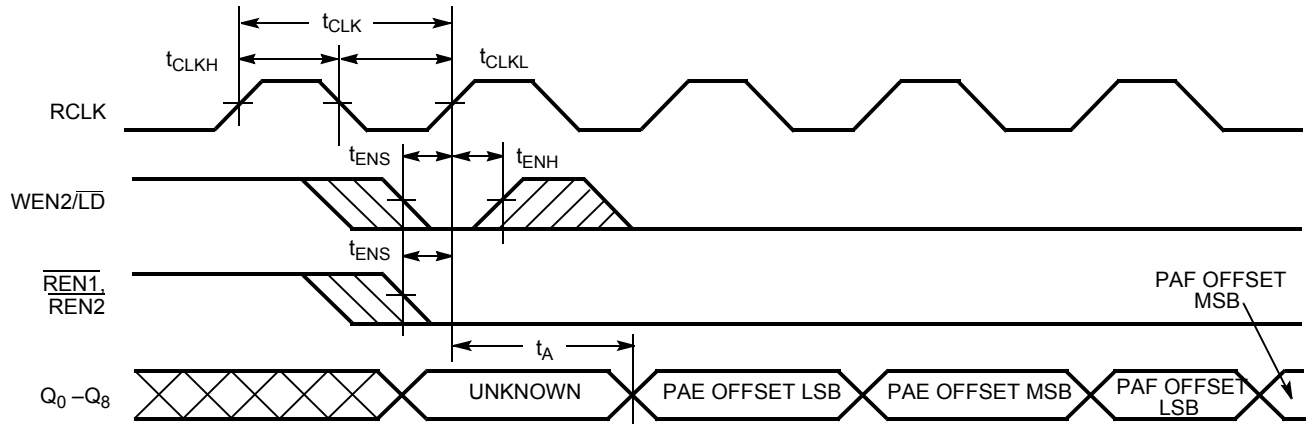 tCLK
tCLKH
tCLKL
RCLK
tENS
tENH
WEN2/LD
tENS
REN1,
REN2
PAF OFFSET
MSB
tA
Q0 –Q8
UNKNOWN
PAE OFFSET LSB
PAE OFFSET MSB
PAF OFFSET
LSB